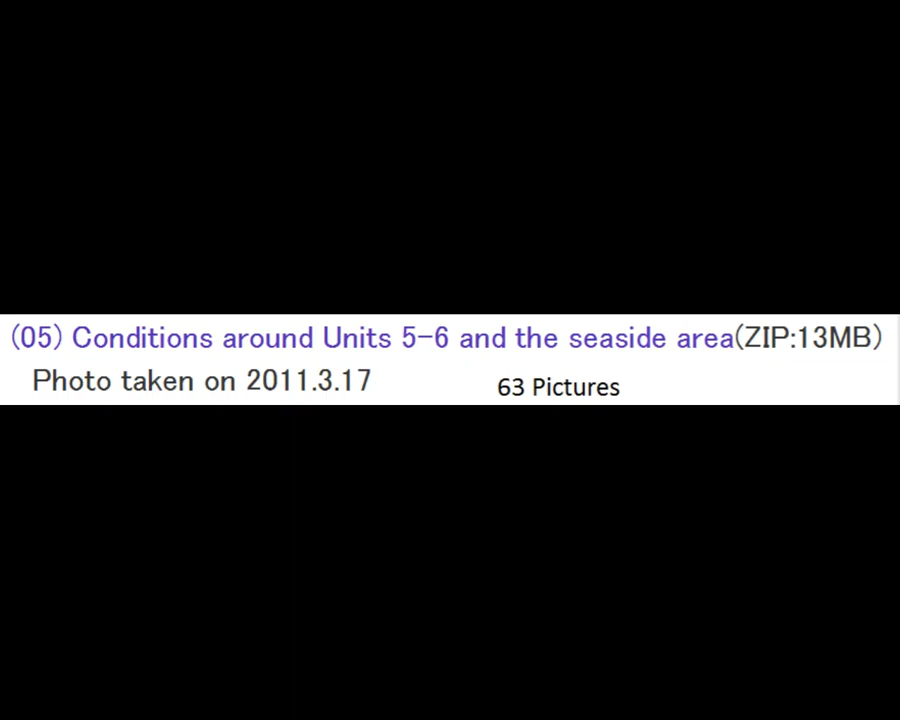 (05) Conditions around Units 5-6 and the seaside area(ZIP:13MB)
Photo taken on 2011.3.17 63 Pictures